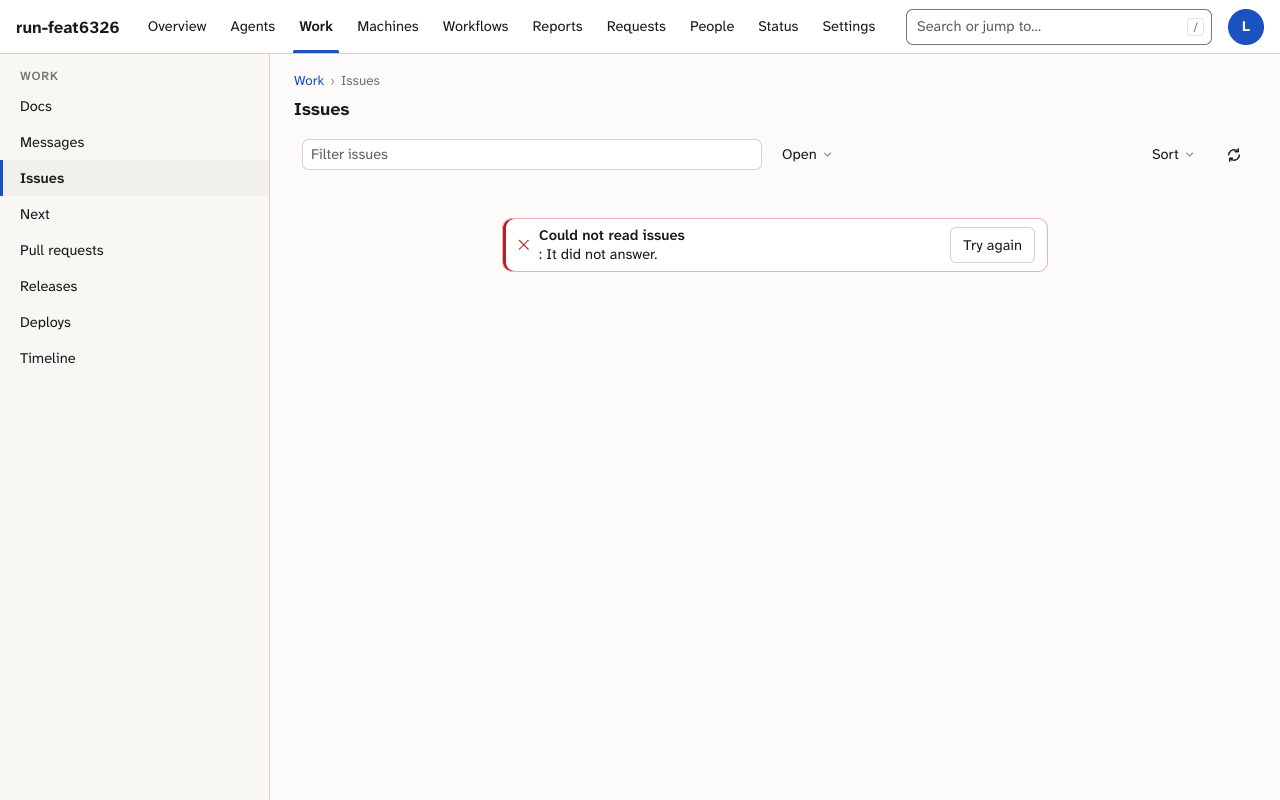 run-feat6326
Overview
Agents
Work
Machines
Workflows
Reports
Requests
People
Status
Settings
Search or jump to...
/
L
WORK
Docs
Messages
Issues
Next
Pull requests
Releases
Deploys
Timeline
Work › Issues
Issues
Filter issues
Open
Sort
Could not read issues
: It did not answer.
Try again